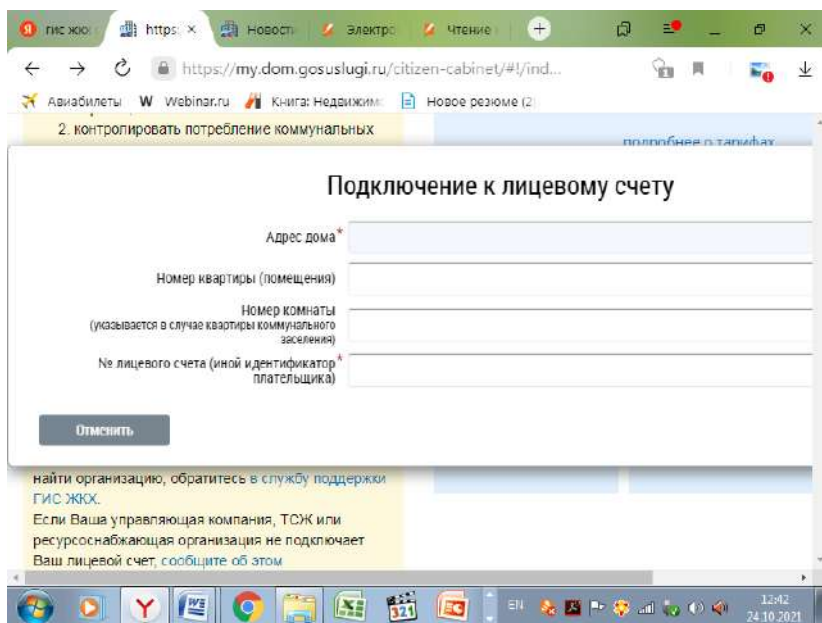 гис жкх
https:
Новости
Электро
Чтение
https://my.dom.gosuslugi.ru/citizen-cabinet/#!/ind...
Авиабилеты
W Webinar.ru
Книга: Недвижим
Новое резюме (2)
2. контролировать потребление коммунальных
подробнее о тарифах
Подключение к лицевому счету
Адрес дома*
Номер квартиры (помещения)
Номер комнаты
(указывается в случае квартиры коммунального
заселения)
№ лицевого счета (иной идентификатор*
плательщика)
Отменить
найти организацию, обратитесь в службу поддержки
ГИС ЖКХ.
Если Ваша управляющая компания, ТСЖ или
ресурсоснабжающая организация не подключает
Ваш лицевой счет, сообщите об этом
EN
12:42
24.10.2021